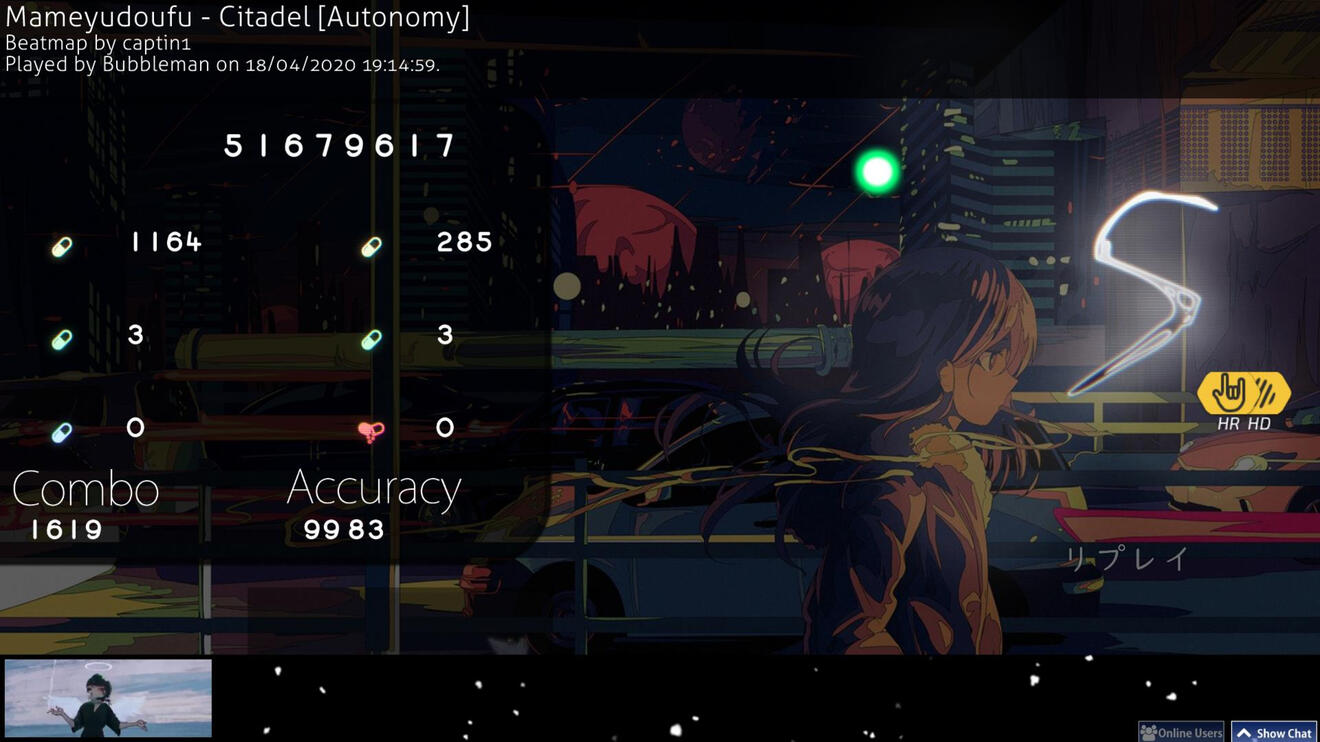 Mameyudoufu - Citadel [Autonomy]
Beatmap by captin1
Played by Bubbleman on 18/04/2020 19:14:59.
51679617
1164 285
3 3
0 0
S
HR HD
Combo Accuracy
1619 99 83
リプレイ
Online Users Show Chat